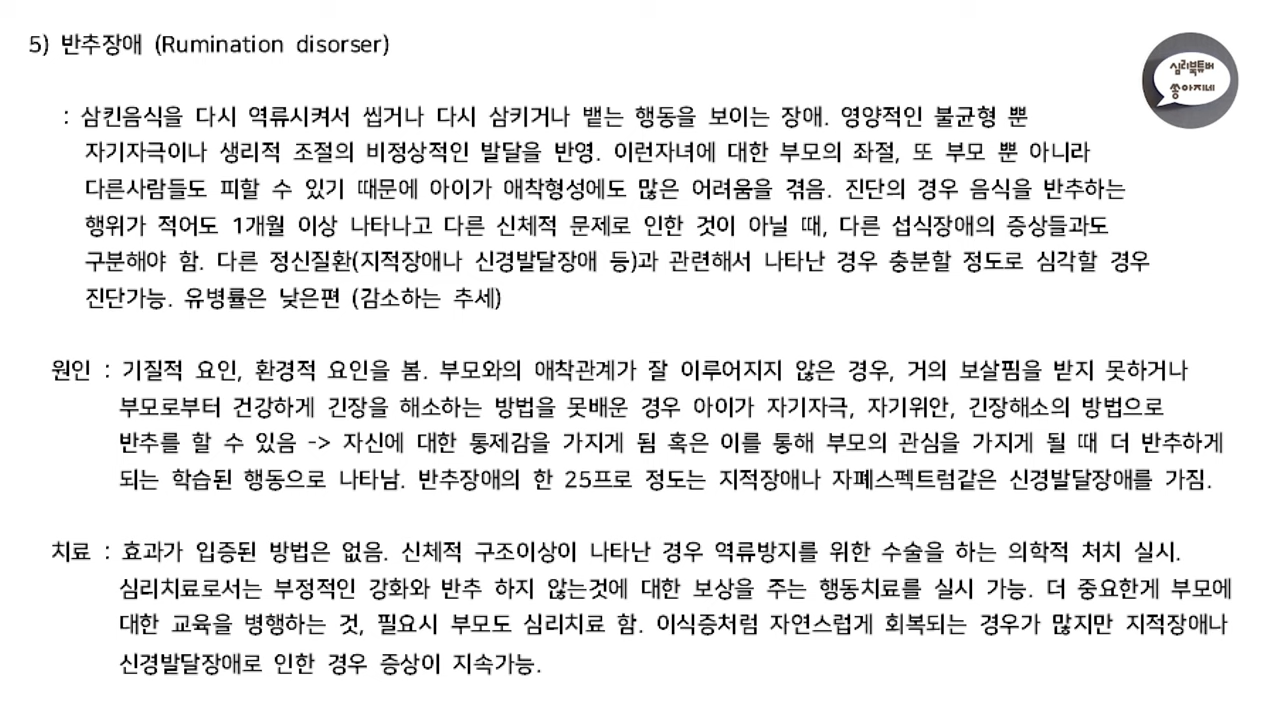 5) 반추장애 (Rumination disorser)
심리북튜버
쏭아지네
: 삼킨음식을 다시 역류시켜서 씹거나 다시 삼키거나 뱉는 행동을 보이는 장애. 영양적인 불균형 뿐
자기자극이나 생리적 조절의 비정상적인 발달을 반영. 이런자녀에 대한 부모의 좌절, 또 부모 뿐 아니라
다른사람들도 피할 수 있기 때문에 아이가 애착형성에도 많은 어려움을 겪음. 진단의 경우 음식을 반추하는
행위가 적어도 1개월 이상 나타나고 다른 신체적 문제로 인한 것이 아닐 때, 다른 섭식장애의 증상들과도
구분해야 함. 다른 정신질환(지적장애나 신경발달장애 등)과 관련해서 나타난 경우 충분할 정도로 심각할 경우
진단가능. 유병률은 낮은편 (감소하는 추세)
원인 : 기질적 요인, 환경적 요인을 봄. 부모와의 애착관계가 잘 이루어지지 않은 경우, 거의 보살핌을 받지 못하거나
부모로부터 건강하게 긴장을 해소하는 방법을 못배운 경우 아이가 자기자극, 자기위안, 긴장해소의 방법으로
반추를 할 수 있음 -> 자신에 대한 통제감을 가지게 됨 혹은 이를 통해 부모의 관심을 가지게 될 때 더 반추하게
되는 학습된 행동으로 나타남. 반추장애의 한 25프로 정도는 지적장애나 자폐스펙트럼같은 신경발달장애를 가짐.
치료 : 효과가 입증된 방법은 없음. 신체적 구조이상이 나타난 경우 역류방지를 위한 수술을 하는 의학적 처치 실시.
심리치료로서는 부정적인 강화와 반추 하지 않는것에 대한 보상을 주는 행동치료를 실시 가능. 더 중요한게 부모에
대한 교육을 병행하는 것, 필요시 부모도 심리치료 함. 이식증처럼 자연스럽게 회복되는 경우가 많지만 지적장애나
신경발달장애로 인한 경우 증상이 지속가능.